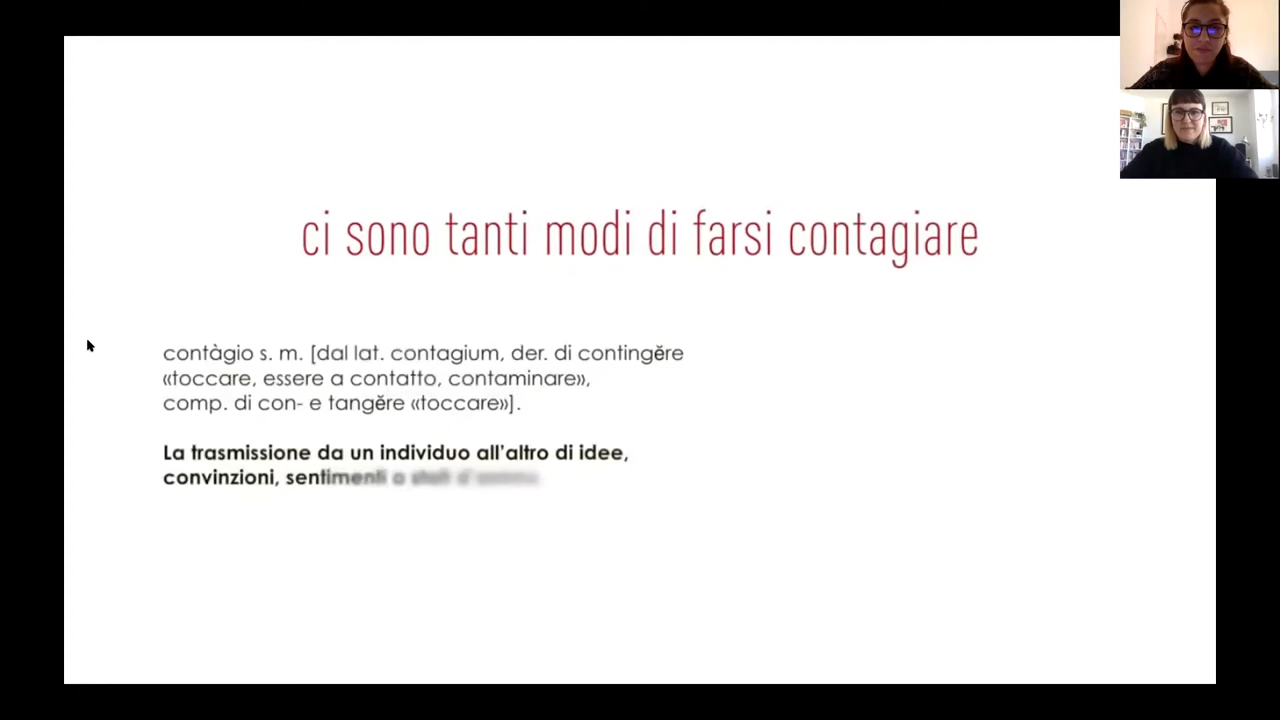 ci sono tanti modi di farsi contagiare
contàgio s. m. [dal lat. contagium, der. di contingĕre
«toccare, essere a contatto, contaminare»,
comp. di con- e tangĕre «toccare»].
La trasmissione da un individuo all’altro di idee,
convinzioni, sentimenti o stati